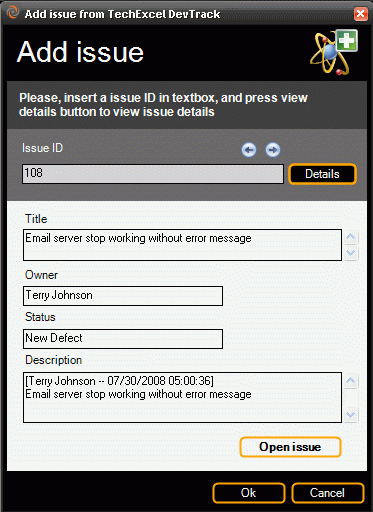 Add issue from TechExcel DevTrack
Add issue
Please, insert a issue ID in textbox, and press view
details button to view issue details
Issue ID
108
Details
Title
Email server stop working without error message
Owner
Terry Johnson
Status
New Defect
Description
[Terry Johnson -- 07/30/2008 05:00:36]
Email server stop working without error message
Open issue
Ok
Cancel